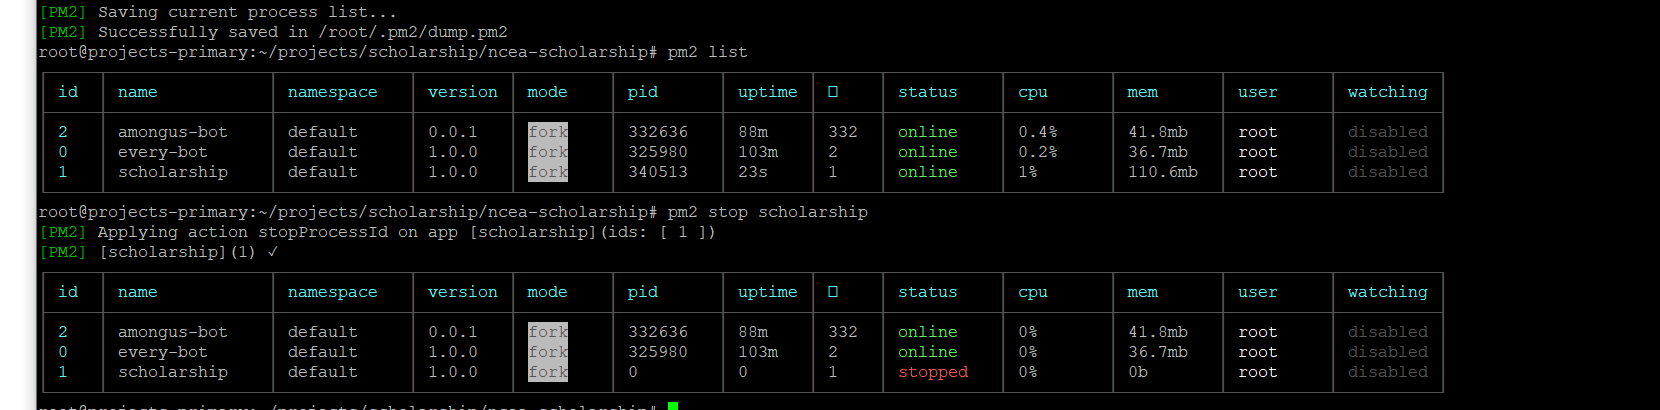 [PM2] Saving current process list...
[PM2] Successfully saved in /root/.pm2/dump.pm2
root@projects-primary:~/projects/scholarship/ncea-scholarship# pm2 list
id name namespace version mode pid uptime status cpu mem user watching
2 amongus-bot default 0.0.1 fork 332636 88m 332 online 0.4% 41.8mb root disabled
0 every-bot default 1.0.0 fork 325980 103m 2 online 0.2% 36.7mb root disabled
1 scholarship default 1.0.0 fork 340513 23s 1 online 1% 110.6mb root disabled
root@projects-primary:~/projects/scholarship/ncea-scholarship# pm2 stop scholarship
[PM2] Applying action stopProcessId on app [scholarship](ids: [ 1 ])
[PM2] [scholarship](1) ✓
id name namespace version mode pid uptime status cpu mem user watching
2 amongus-bot default 0.0.1 fork 332636 88m 332 online 0% 41.8mb root disabled
0 every-bot default 1.0.0 fork 325980 103m 2 online 0% 36.7mb root disabled
1 scholarship default 1.0.0 fork 0 0 1 stopped 0% 0b root disabled
root@projects-primary:~/projects/scholarship/ncea-scholarship#